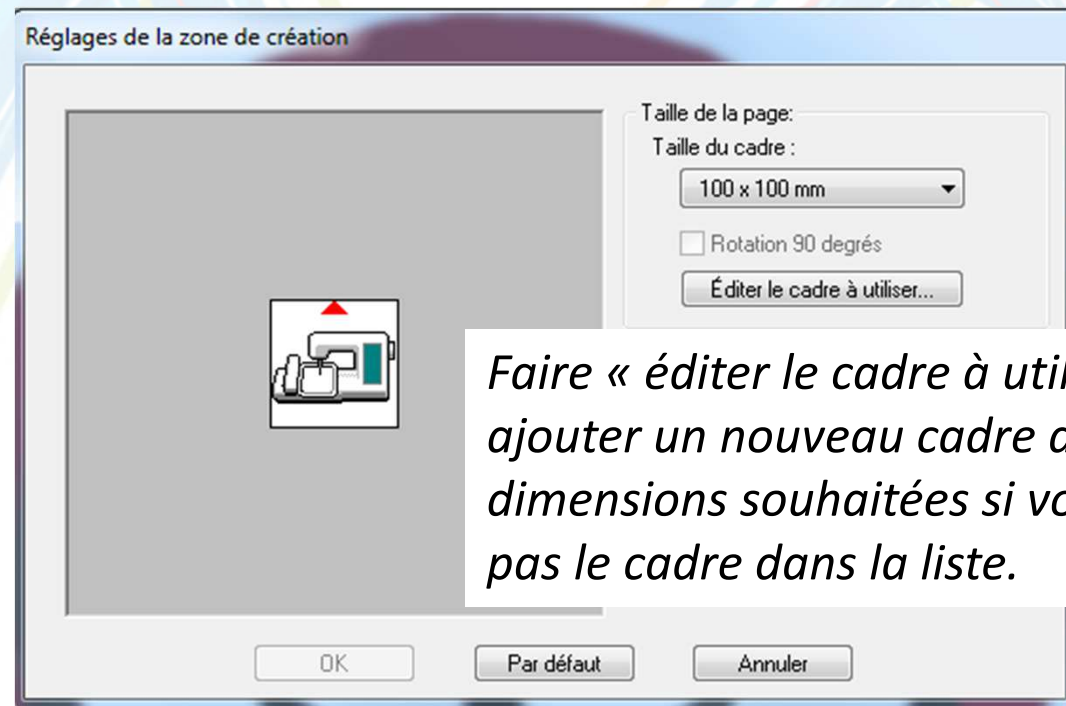 Réglages de la zone de création
Taille de la page:
Taille du cadre :
100 x 100 mm
Rotation 90 degrés
Éditer le cadre à utiliser...
Faire « éditer le cadre à
ajouter un nouveau cadre
dimensions souhaitées si
pas le cadre dans la liste.
OK
Par défaut
Annuler